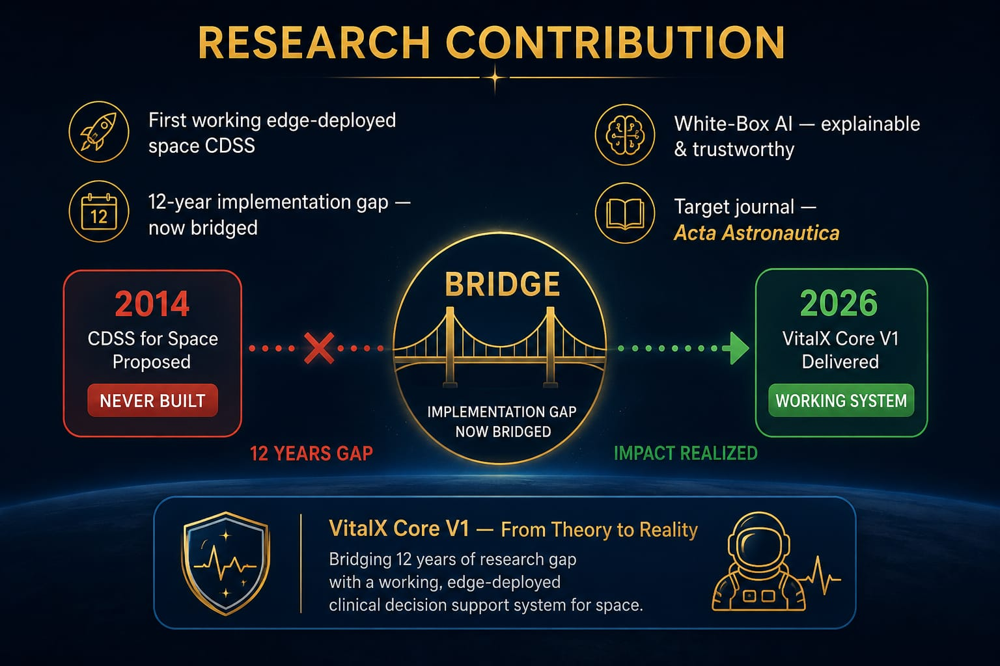 RESEARCH CONTRIBUTION
First working edge-deployed
space CDSS
12
12-year implementation gap —
now bridged
White-Box AI — explainable
& trustworthy
Target journal —
Acta Astronautica
2014
CDSS for Space
Proposed
NEVER BUILT
12 YEARS GAP
BRIDGE
IMPLEMENTATION GAP
NOW BRIDGED
IMPACT REALIZED
2026
VitalX Core V1
Delivered
WORKING SYSTEM
VitalX Core V1 — From Theory to Reality
Bridging 12 years of research gap
with a working, edge-deployed
clinical decision support system for space.